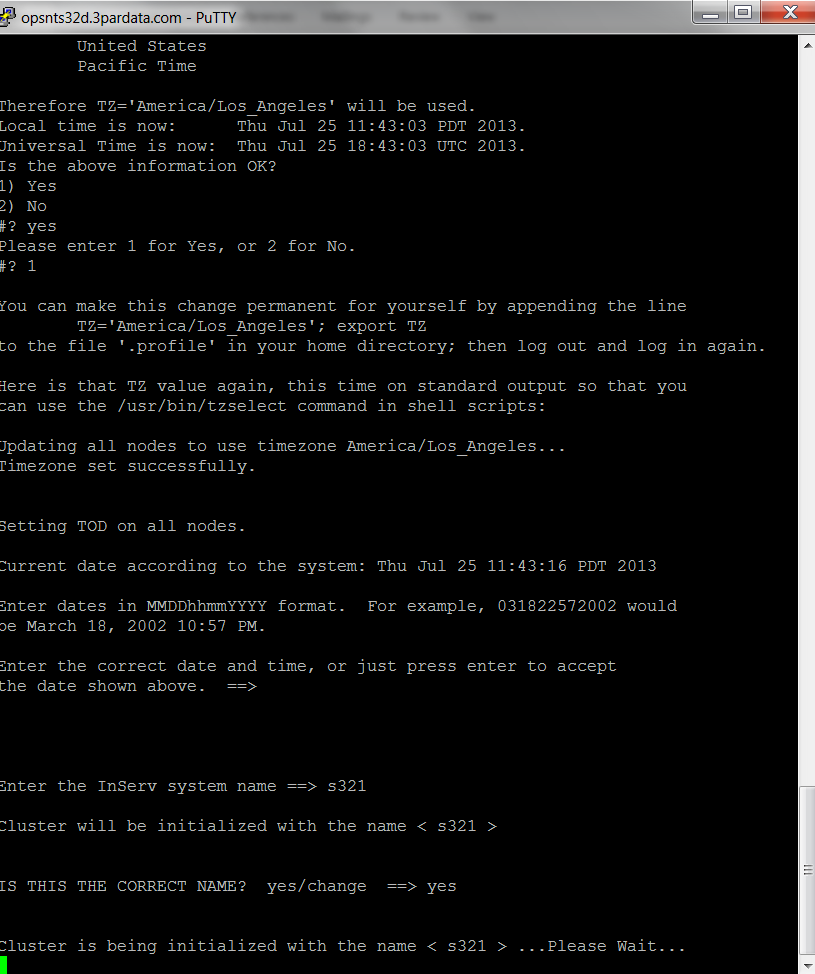 opsnts32d.3pardata.com - PuTTY
United States
Pacific Time
Therefore TZ='America/Los_Angeles' will be used.
Local time is now:      Thu Jul 25 11:43:03 PDT 2013.
Universal Time is now:  Thu Jul 25 18:43:03 UTC 2013.
Is the above information OK?
1) Yes
2) No
#? yes
Please enter 1 for Yes, or 2 for No.
#? 1
You can make this change permanent for yourself by appending the line
TZ='America/Los_Angeles'; export TZ
to the file '.profile' in your home directory; then log out and log in again.
Here is that TZ value again, this time on standard output so that you
can use the /usr/bin/tzselect command in shell scripts:
Updating all nodes to use timezone America/Los_Angeles...
Timezone set successfully.
Setting TOD on all nodes.
Current date according to the system: Thu Jul 25 11:43:16 PDT 2013
Enter dates in MMDDhhmmYYYY format.  For example, 031822572002 would
be March 18, 2002 10:57 PM.
Enter the correct date and time, or just press enter to accept
the date shown above.  ==>
Enter the InServ system name ==> s321
Cluster will be initialized with the name < s321 >
IS THIS THE CORRECT NAME?  yes/change  ==> yes
Cluster is being initialized with the name < s321 > ...Please Wait...